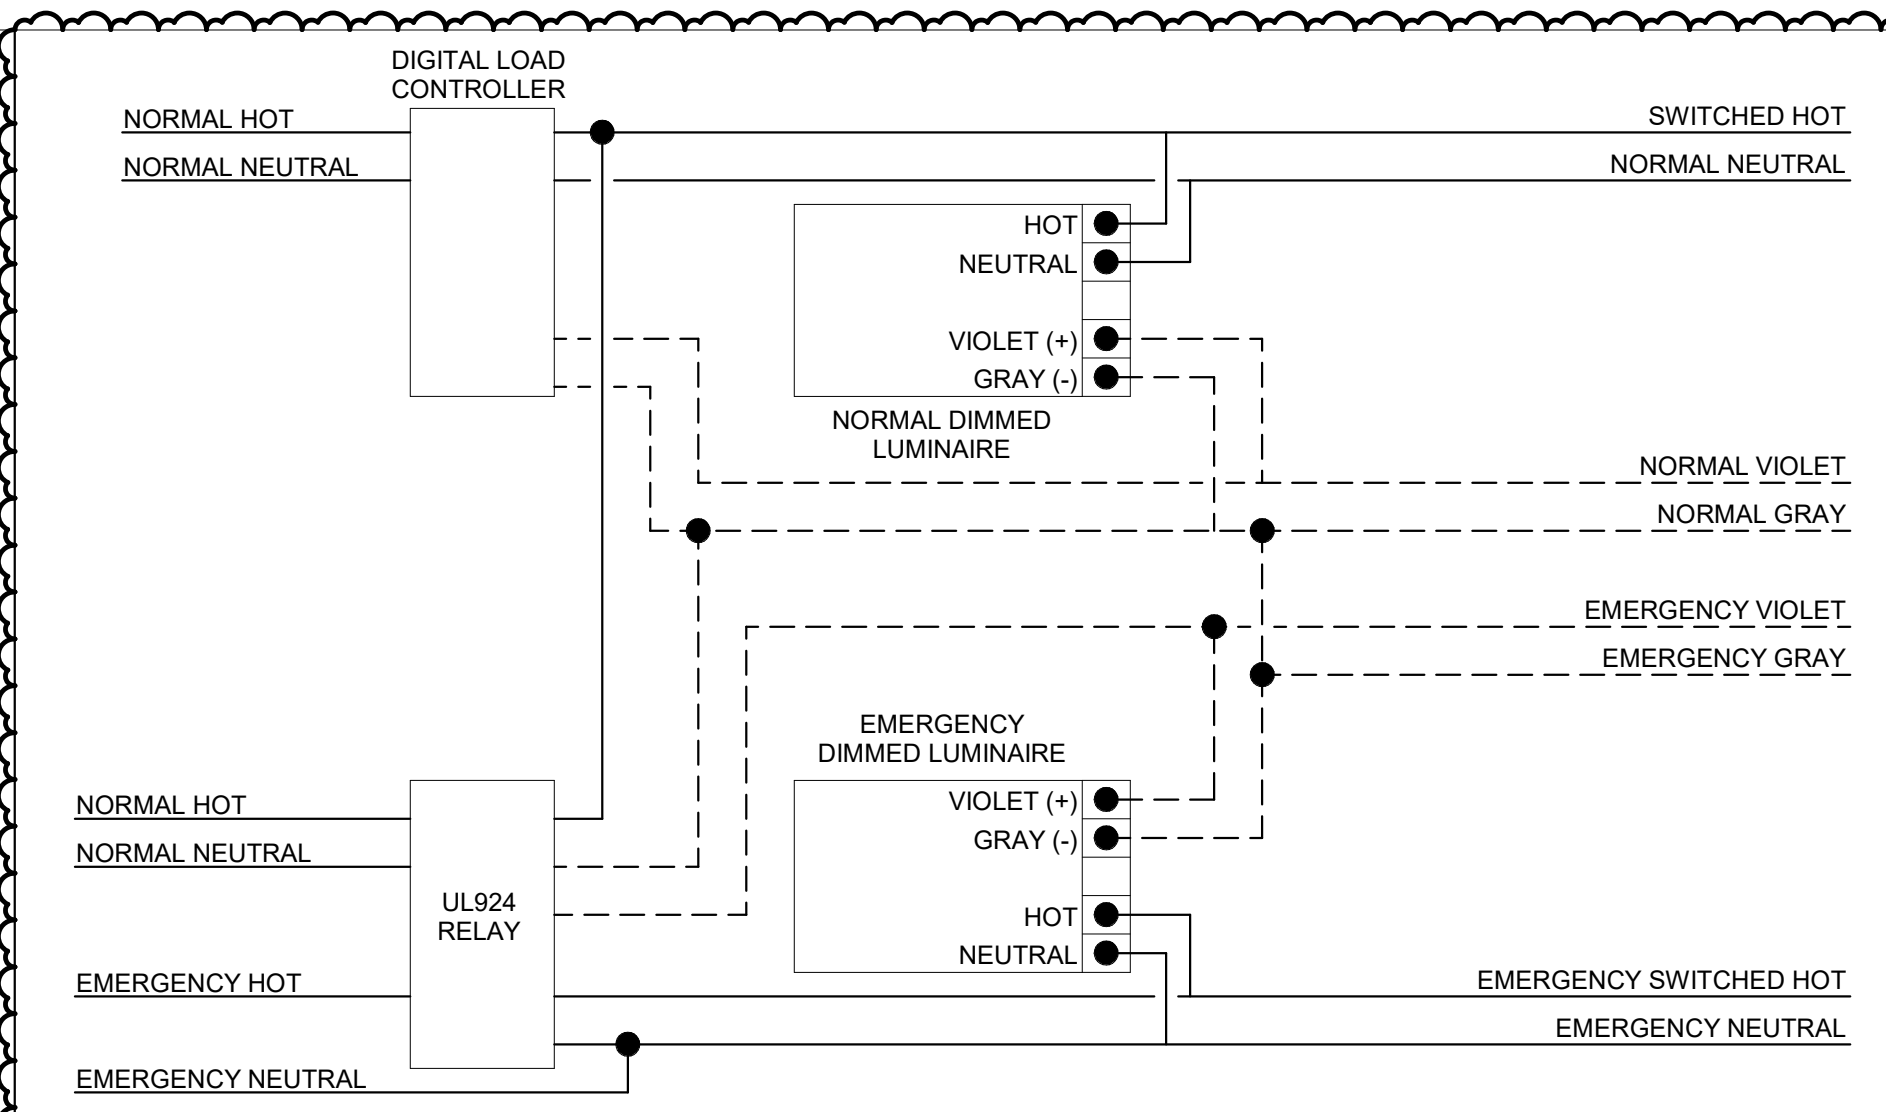 DIGITAL LOAD
CONTROLLER
NORMAL HOT
SWITCHED HOT
NORMAL NEUTRAL
NORMAL NEUTRAL
HOT
NEUTRAL
VIOLET (+)
GRAY (-)
NORMAL DIMMED
LUMINAIRE
NORMAL VIOLET
NORMAL GRAY
EMERGENCY VIOLET
EMERGENCY GRAY
EMERGENCY
DIMMED LUMINAIRE
VIOLET (+)
GRAY (-)
HOT
NEUTRAL
NORMAL HOT
NORMAL NEUTRAL
UL924
RELAY
EMERGENCY HOT
EMERGENCY SWITCHED HOT
EMERGENCY NEUTRAL
EMERGENCY NEUTRAL